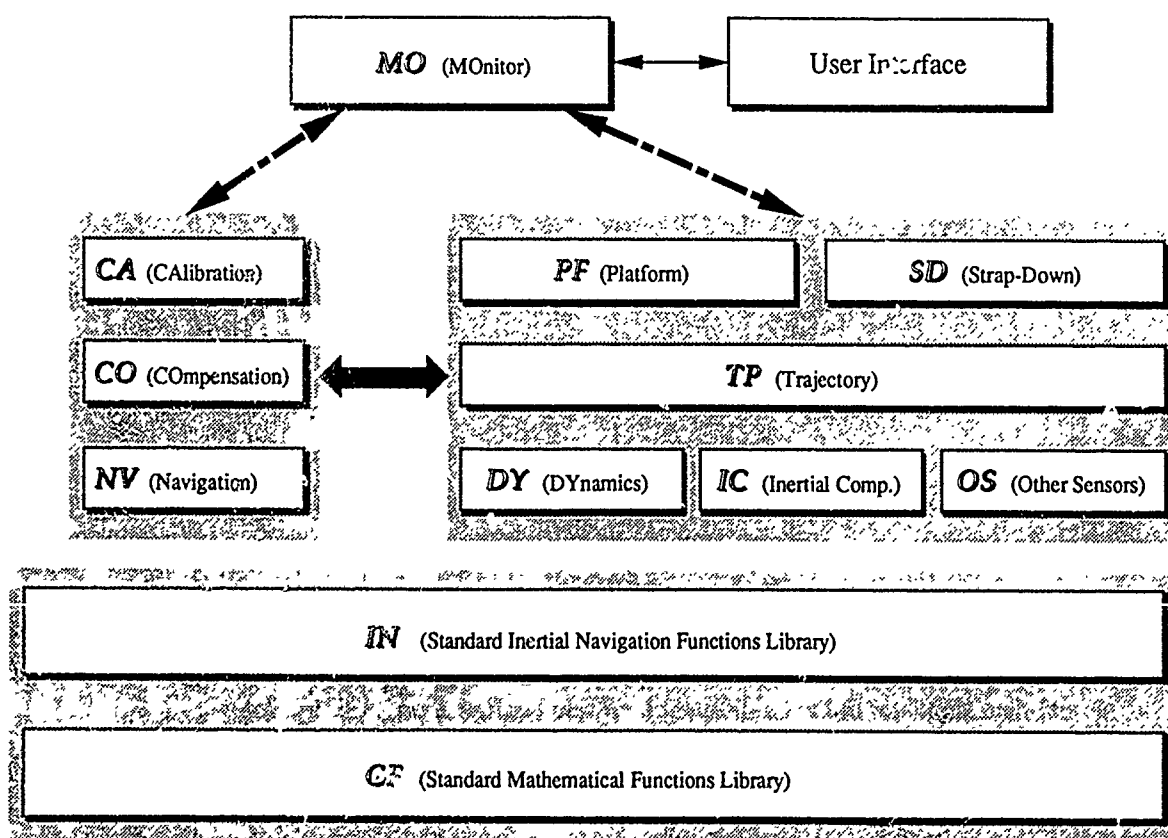 MO (MOnitor)
User Interface
CA (CAlibration)
PF (Platform)
SD (Strap-Down)
CO (COmpensation)
TP (Trajectory)
NV (Navigation)
DY (DYnamics)
IC (Inertial Comp.)
OS (Other Sensors)
IN (Standard Inertial Navigation Functions Library)
CF (Standard Mathematical Functions Library)